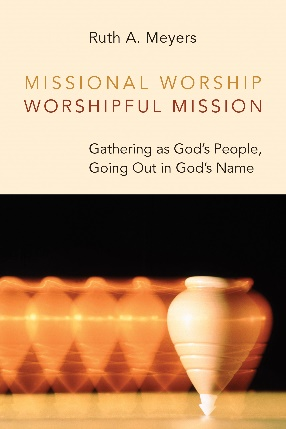 Ruth A. Meyers
MISSIONAL WORSHIP
WORSHIPFUL MISSION
Gathering as God's People,
Going Out in God's Name